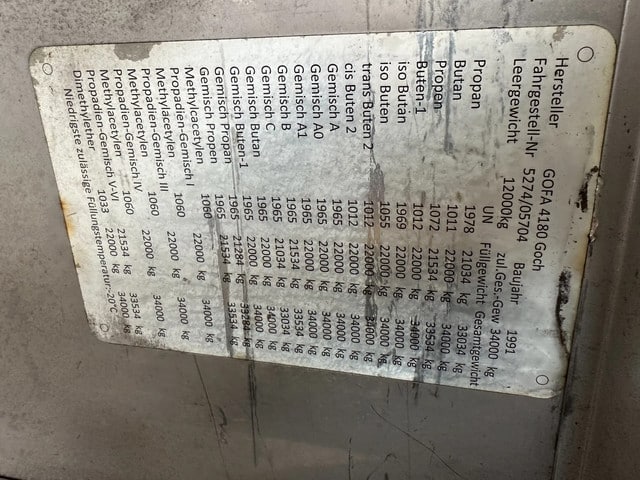 Hersteller GOFA 4180 Goch Baujahr 1991
Fahrgestell-Nr 5274/05704 zul.Ges.-Gew 34000 kg
Leergewicht 12000kg
UN Füllgewicht Gesamtgewicht
Propan 1978 21034 kg 33034 kg
Butan 1011 22000 kg 34000 kg
Propen 1072 21534 kg 33534 kg
Buten-1 1012 22000 kg 34000 kg
iso Butan 1969 22000 kg 34000 kg
iso Buten 1055 22000 kg 34000 kg
trans Buten 2 1012 22000 kg 34000 kg
cis Buten 2 1012 22000 kg 34000 kg
Gemisch A 1965 22000 kg 34000 kg
Gemisch A0 1965 22000 kg 34000 kg
Gemisch A1 1965 22000 kg 34000 kg
Gemisch B 1965 21534 kg 33534 kg
Gemisch C 1965 21034 kg 33034 kg
Gemisch Butan 1965 22000 kg 34000 kg
Gemisch Buten-1 1965 22000 kg 34000 kg
Gemisch Propan 1965 21284 kg 33284 kg
Gemisch Propen 1965 21534 kg 33534 kg
Methylcacetylen
Propadien-Gemisch I 1060 22000 kg 34000 kg
Methylacetylen
Propadien-Gemisch III 1060 22000 kg 34000 kg
Methylacetylen
Propadien-Gemisch IV 1060 22000 kg 34000 kg
Methylacetylen
Propadien-Gemisch V-VI 1060 21534 kg 33534 kg
Dimethylether 1033 22000 kg 34000 kg
Niedrigste zulässige Füllungstemperatur:-20°C